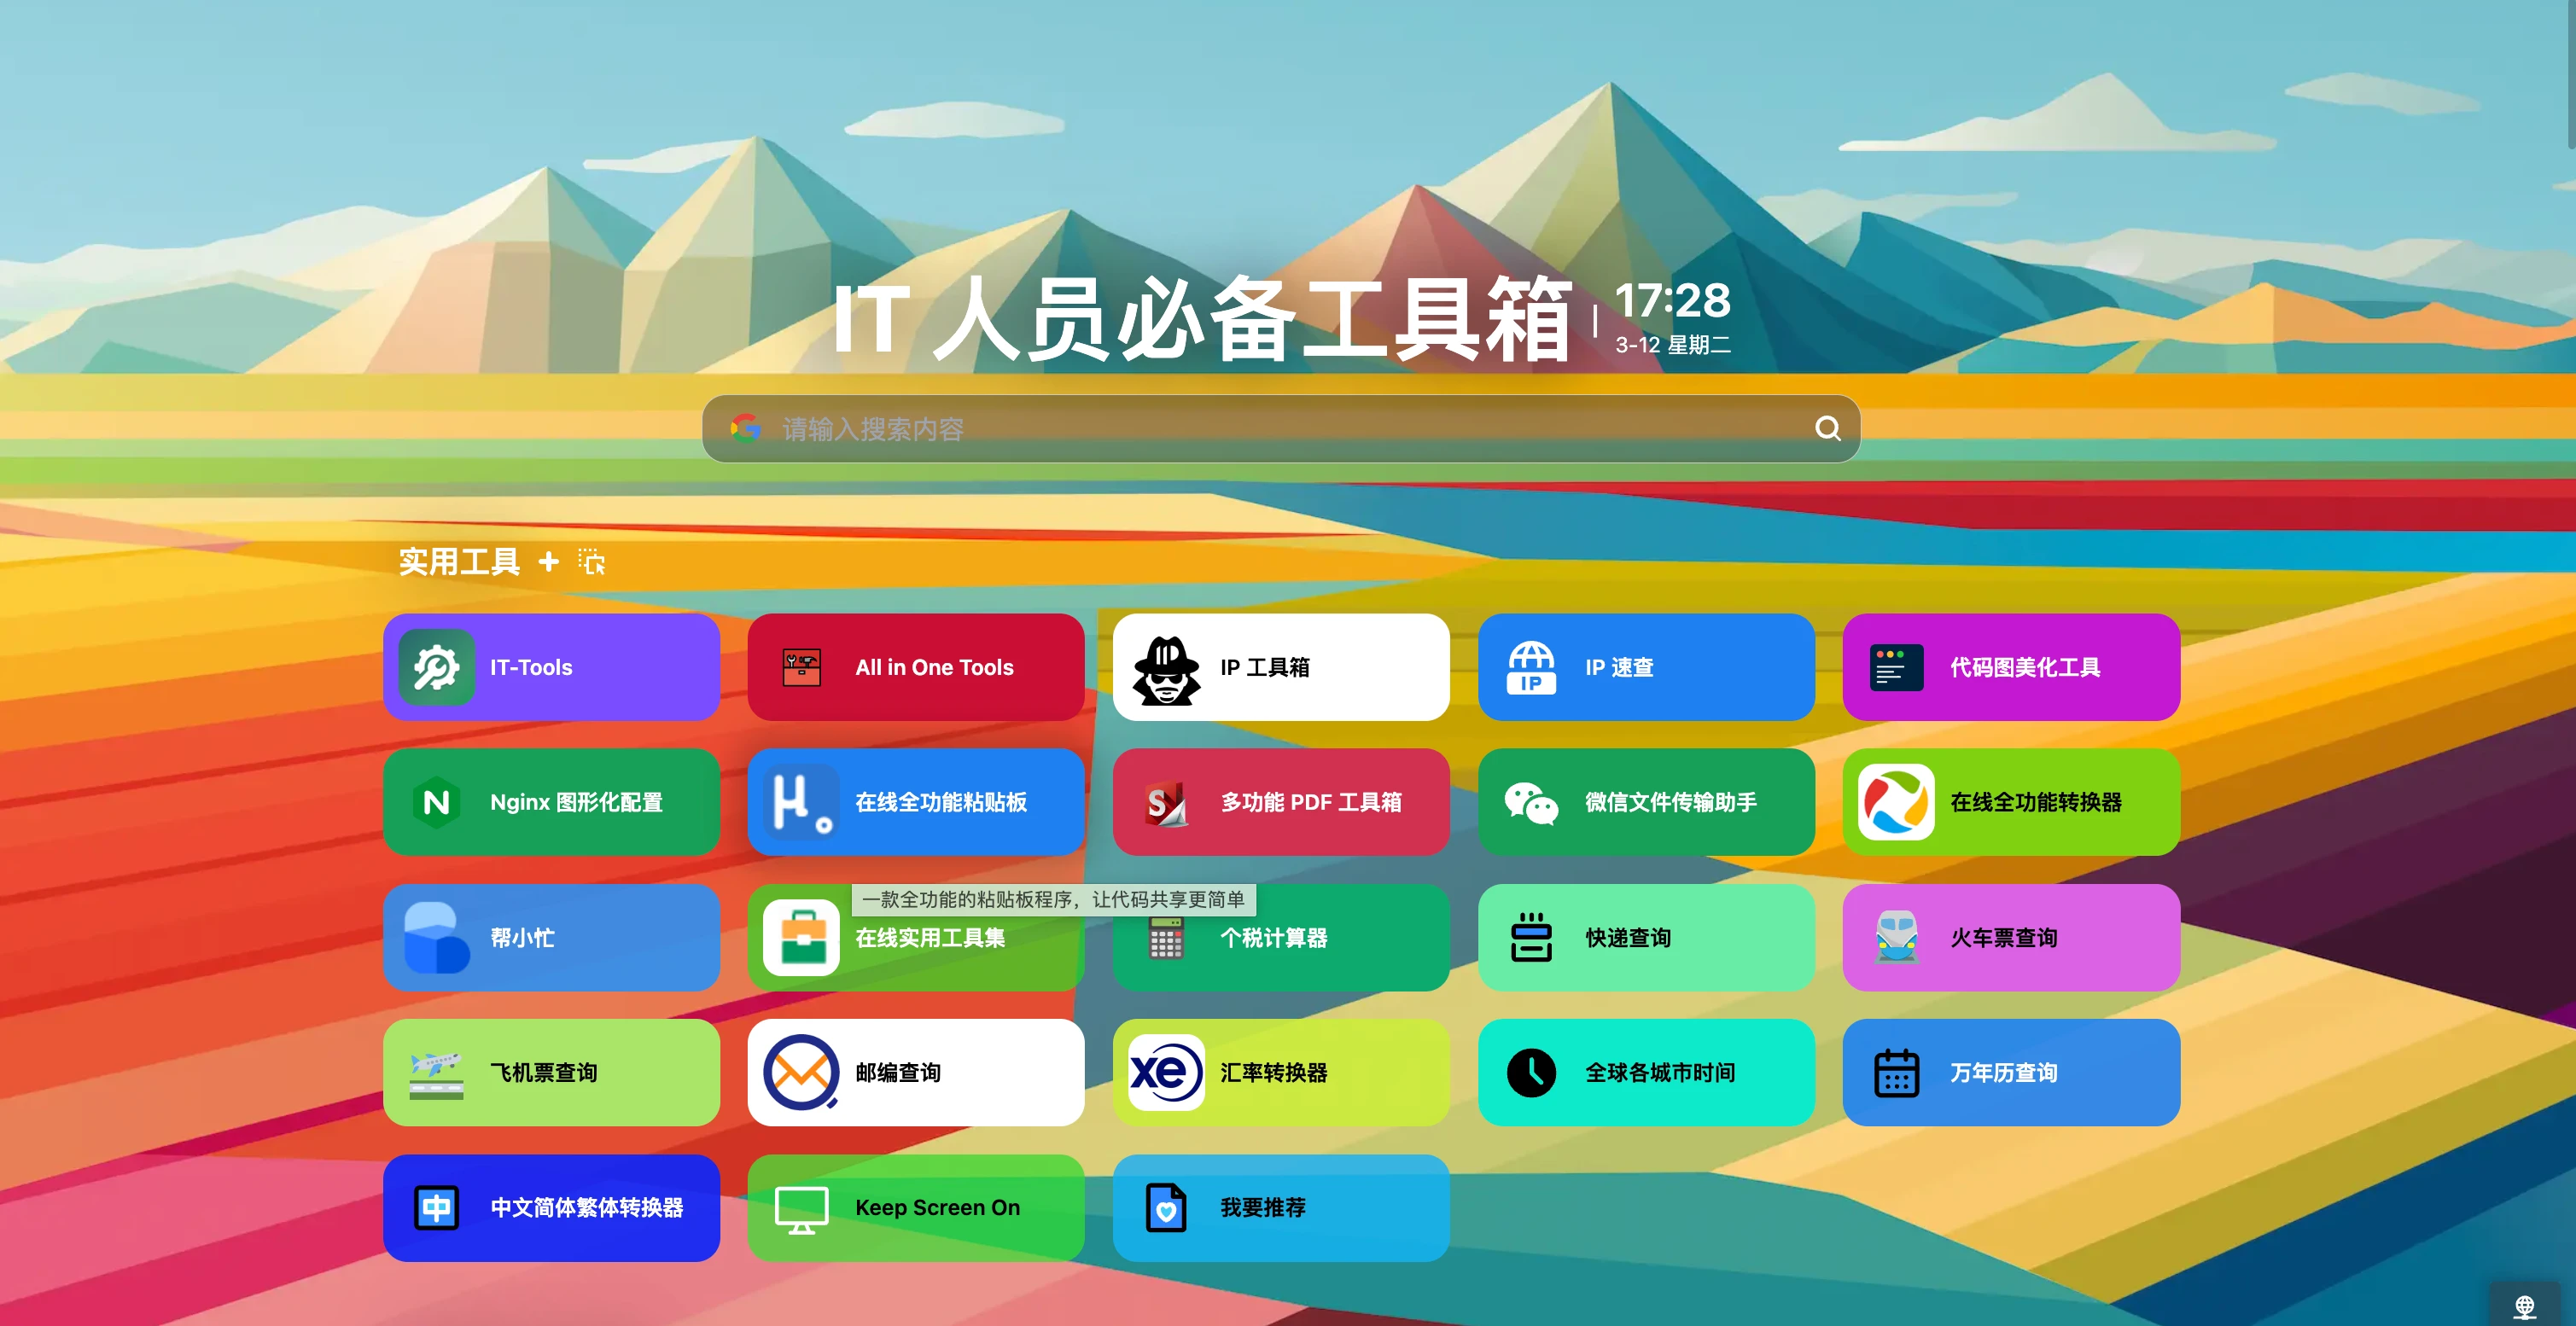 IT 人员必备工具箱
17:28
3-12 星期二
请输入搜索内容
实用工具
IT-Tools
All in One Tools
IP 工具箱
IP
IP 速查
代码图美化工具
N
Nginx 图形化配置
μ.
在线全功能粘贴板
S
多功能 PDF 工具箱
微信文件传输助手
在线全功能转换器
一款全功能的粘贴板程序，让代码共享更简单
帮小忙
在线实用工具集
个税计算器
快递查询
火车票查询
飞机票查询
邮编查询
xe
汇率转换器
全球各城市时间
万年历查询
中
中文简体繁体转换器
Keep Screen On
我要推荐